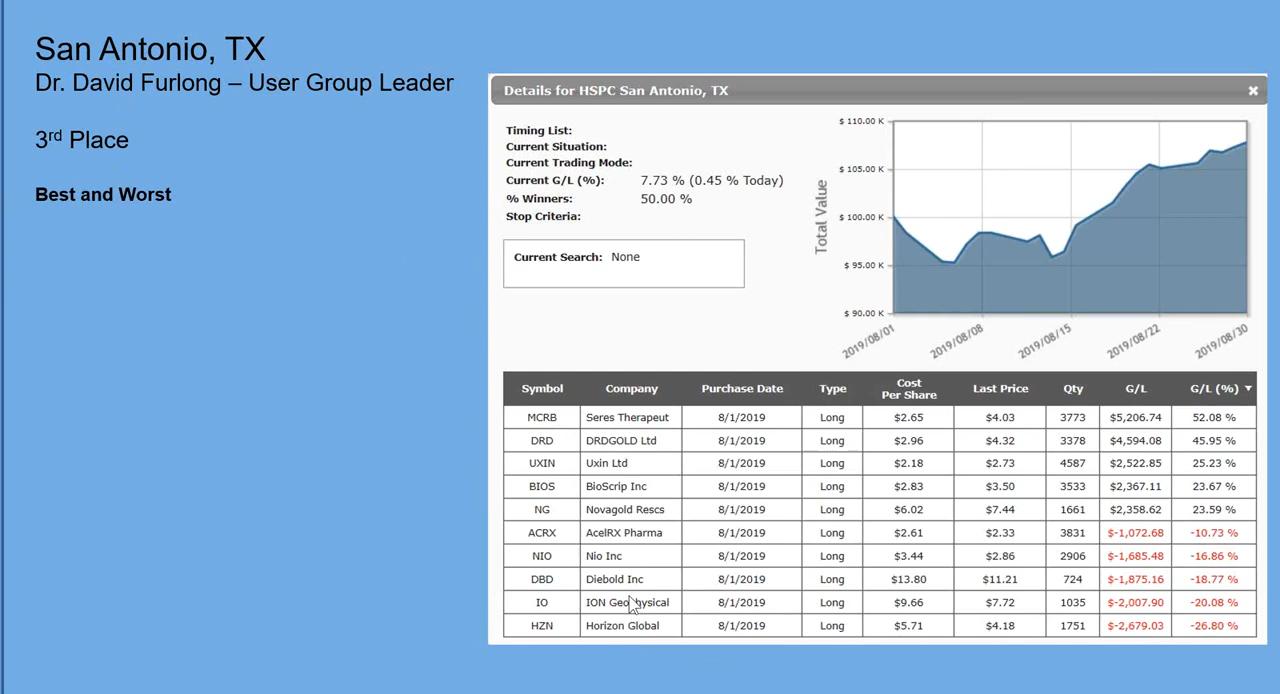 San Antonio, TX
Dr. David Furlong – User Group Leader
3rd Place
Best and Worst
Details for HSPC San Antonio, TX
Timing List:
Current Situation:
Current Trading Mode:
Current G/L (%): 7.73 % (0.45 % Today)
% Winners: 50.00 %
Stop Criteria:
Current Search: None
Total Value
$ 110.00 K
$ 105.00 K
$ 100.00 K
$ 95.00 K
$ 90.00 K
2019/08/01 2019/08/08 2019/08/15 2019/08/22 2019/08/30
Symbol Company Purchase Date Type Cost Per Share Last Price Qty G/L G/L (%)
MCRB Seres Therapeut 8/1/2019 Long $2.65 $4.03 3773 $5,206.74 52.08 %
DRD DRDGOLD Ltd 8/1/2019 Long $2.96 $4.32 3378 $4,594.08 45.95 %
UXIN Uxin Ltd 8/1/2019 Long $2.18 $2.73 4587 $2,522.85 25.23 %
BIOS BioScrip Inc 8/1/2019 Long $2.83 $3.50 3533 $2,367.11 23.67 %
NG Novagold Rescs 8/1/2019 Long $6.02 $7.44 1661 $2,358.62 23.59 %
ACRX AcelRX Pharma 8/1/2019 Long $2.61 $2.33 3831 $-1,072.68 -10.73 %
NIO Nio Inc 8/1/2019 Long $3.44 $2.86 2906 $-1,685.48 -16.86 %
DBD Diebold Inc 8/1/2019 Long $13.80 $11.21 724 $-1,875.16 -18.77 %
IO ION Geophysical 8/1/2019 Long $9.66 $7.72 1035 $-2,007.90 -20.08 %
HZN Horizon Global 8/1/2019 Long $5.71 $4.18 1751 $-2,679.03 -26.80 %